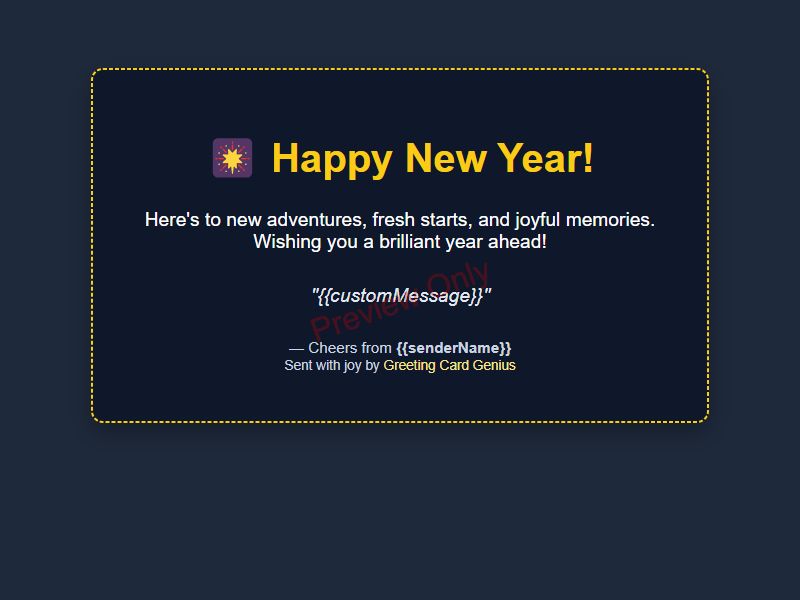 Happy New Year!
Here's to new adventures, fresh starts, and joyful memories.
Wishing you a brilliant year ahead!
"{{customMessage}}"
Preview Only
— Cheers from {{senderName}}
Sent with joy by Greeting Card Genius